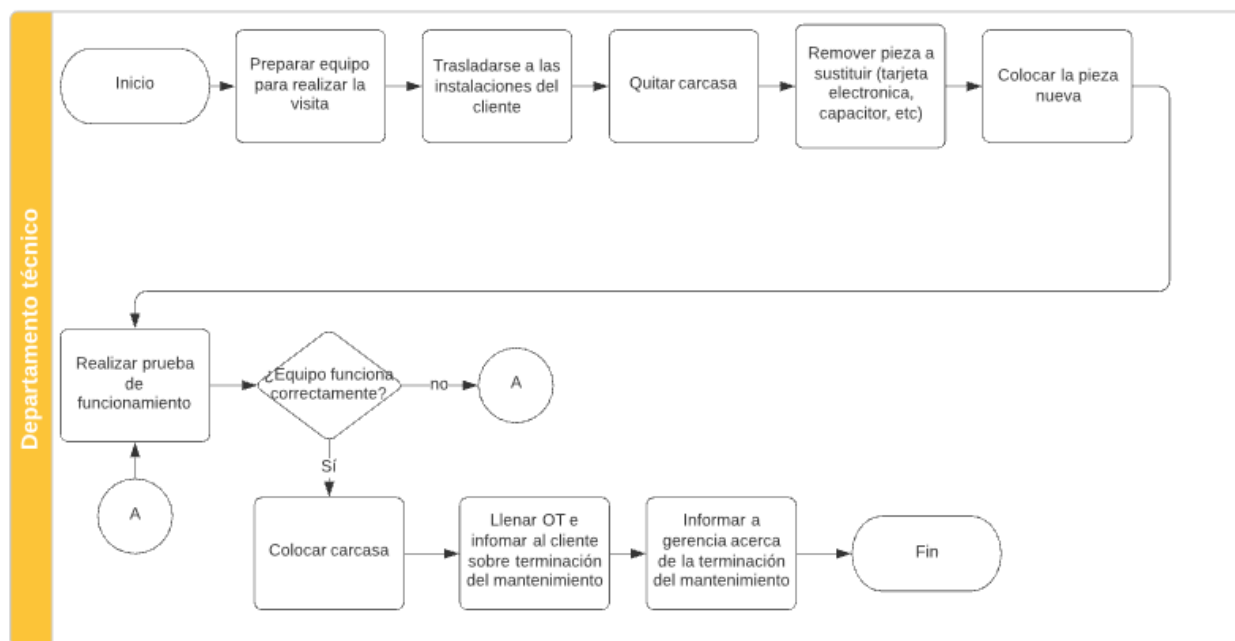 Departamento técnico
Inicio
Preparar equipo
para realizar la
visita
Trasladarse a las
instalaciones del
cliente
Quitar carcasa
Remover pieza a
sustituir (tarjeta
electronica,
capacitor, etc)
Colocar la pieza
nueva
Realizar prueba
de
funcionamiento
¿Equipo funciona
correctamente?
no
A
A
Sí
Colocar carcasa
Llenar OT e
infomar al cliente
sobre terminación
del mantenimiento
Informar a
gerencia acerca
de la terminación
del mantenimiento
Fin